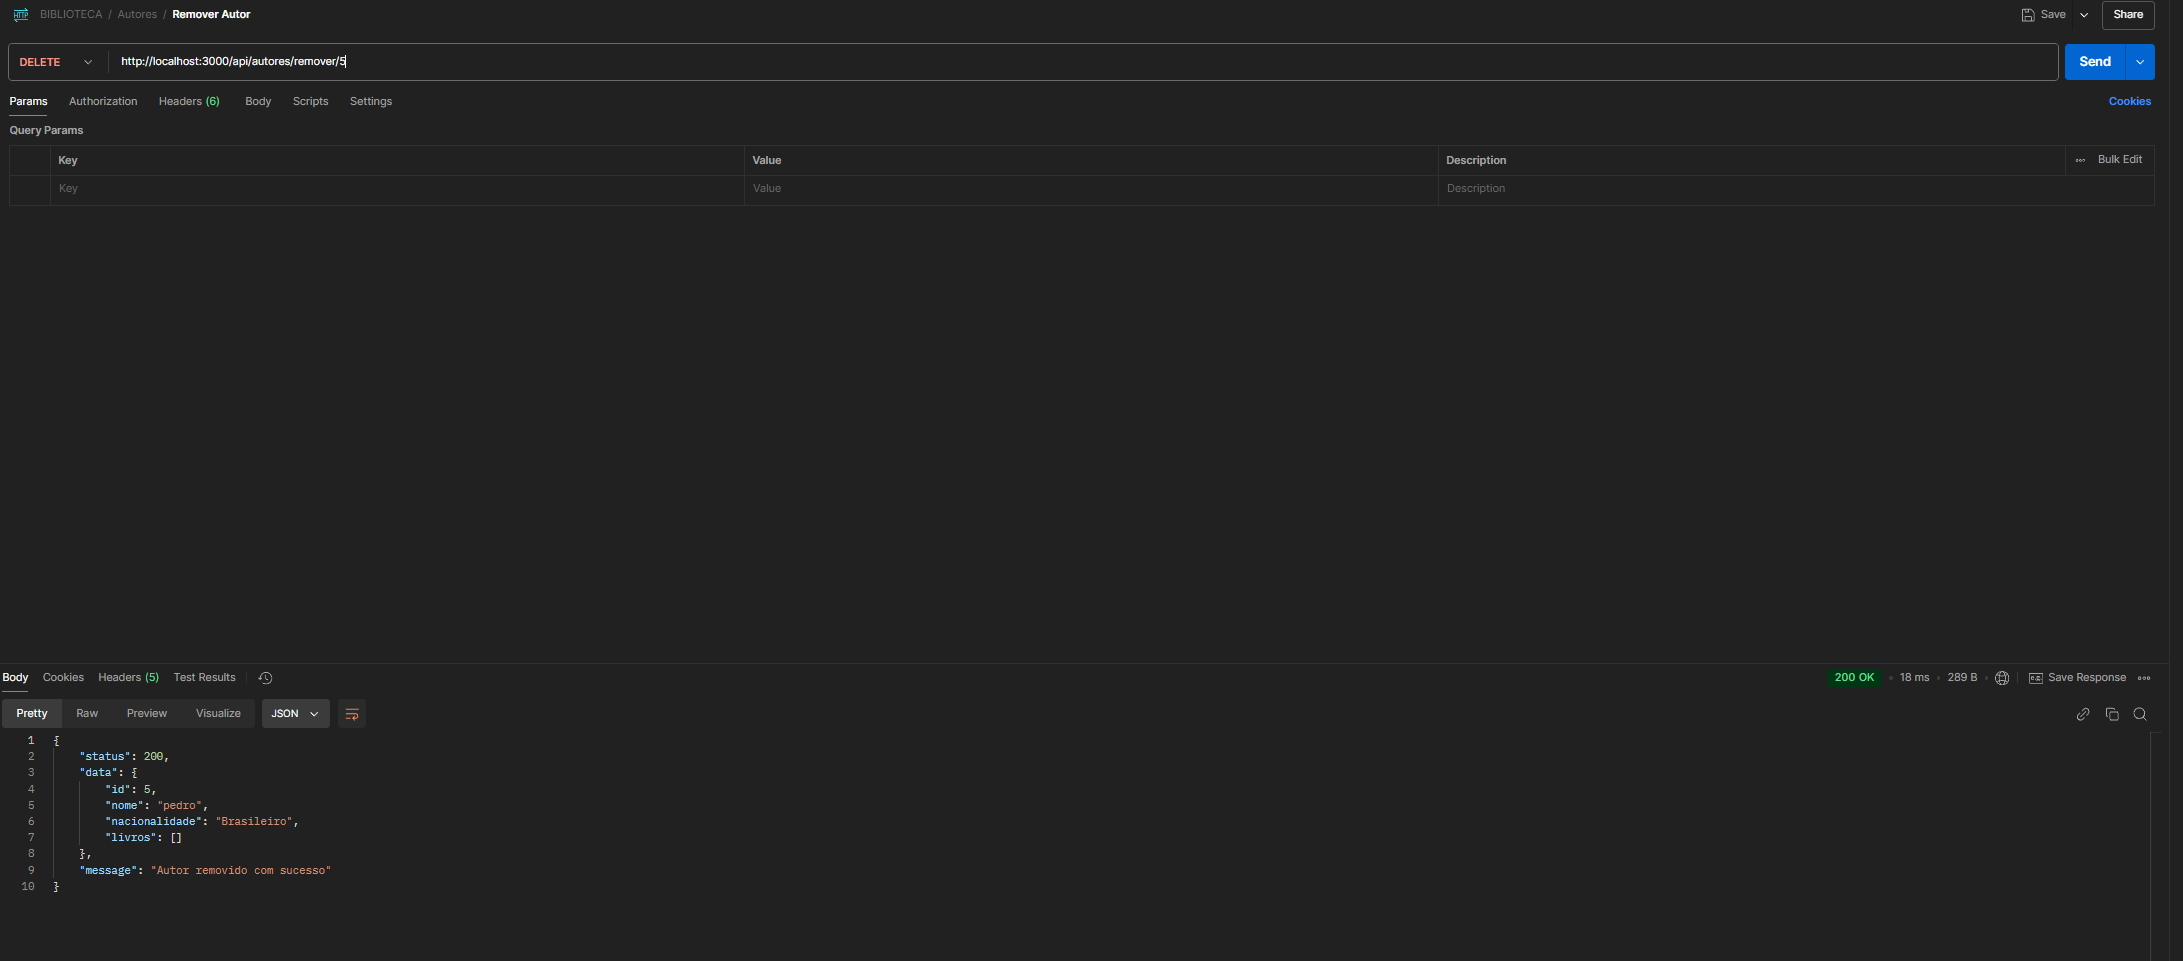 HTTP BIBLIOTECA / Autores / Remover Autor Save Share
DELETE http://localhost:3000/api/autores/remover/5 Send
Params Authorization Headers (6) Body Scripts Settings Cookies
Query Params
Key Value Description Bulk Edit
Key Value Description
Body Cookies Headers (5) Test Results 200 OK 18 ms 289 B Save Response
Pretty Raw Preview Visualize JSON
1 {
2 "status": 200,
3 "data": {
4 "id": 5,
5 "nome": "pedro",
6 "nacionalidade": "Brasileiro",
7 "livros": []
8 },
9 "message": "Autor removido com sucesso"
10 }